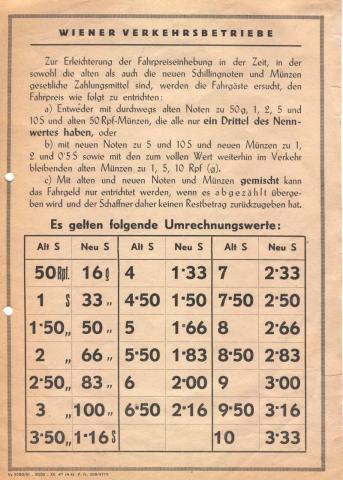 WIENER VERKEHRSBETRIEBE
Zur Erleichterung der Fahrpreiseinhebung in der Zeit, in der
sowohl die alten als auch die neuen Schillingnoten und Münzen
gesetzliche Zahlungsmittel sind, werden die Fahrgäste ersucht, den
Fahrpreis wie folgt zu entrichten:
a) Entweder mit durchwegs alten Noten zu 50 g, 1, 2, 5 und
10 S und alten 50 Rpf-Münzen, die alle nur ein Drittel des Nenn-
wertes haben, oder
b) mit neuen Noten zu 5 und 10 S und neuen Münzen zu 1,
2 und 0'5 S sowie mit den zum vollen Wert weiterhin im Verkehr
bleibenden alten Münzen zu 1, 5, 10 Rpf (g).
c) Mit alten und neuen Noten und Münzen gemischt kann
das Fahrgeld nur entrichtet werden, wenn es abgezählt überge-
ben wird und der Schaffner daher keinen Restbetrag zurückzugeben hat.
Es gelten folgende Umrechnungswerte:
Alt S Neu S Alt S Neu S Alt S Neu S
50 Rpf. 16 g 4 1·33 7 2·33
1 S 33 „ 4·50 1·50 7·50 2·50
1·50 „ 50 „ 5 1·66 8 2·66
2 „ 66 „ 5·50 1·83 8·50 2·83
2·50 „ 83 „ 6 2·00 9 3·00
3 „ 100 „ 6·50 2·16 9·50 3·16
3·50 „ 1·16 S 10 3·33